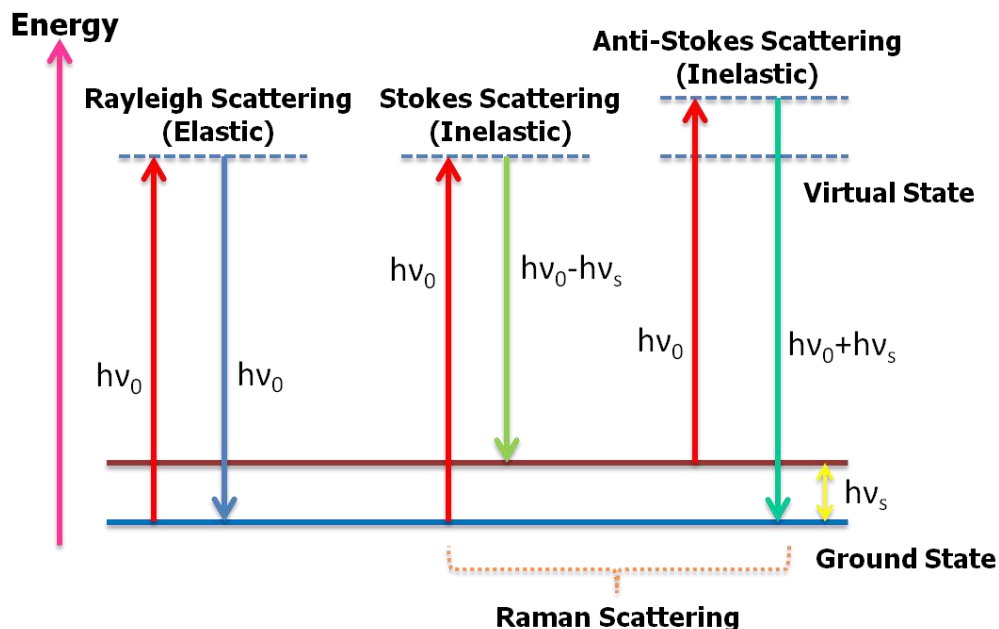 Energy
Rayleigh Scattering
(Elastic)
Stokes Scattering
(Inelastic)
Anti-Stokes Scattering
(Inelastic)
Virtual State
hν₀
hν₀
hν₀
hν₀-hνₛ
hν₀
hν₀+hνₛ
hνₛ
Ground State
Raman Scattering